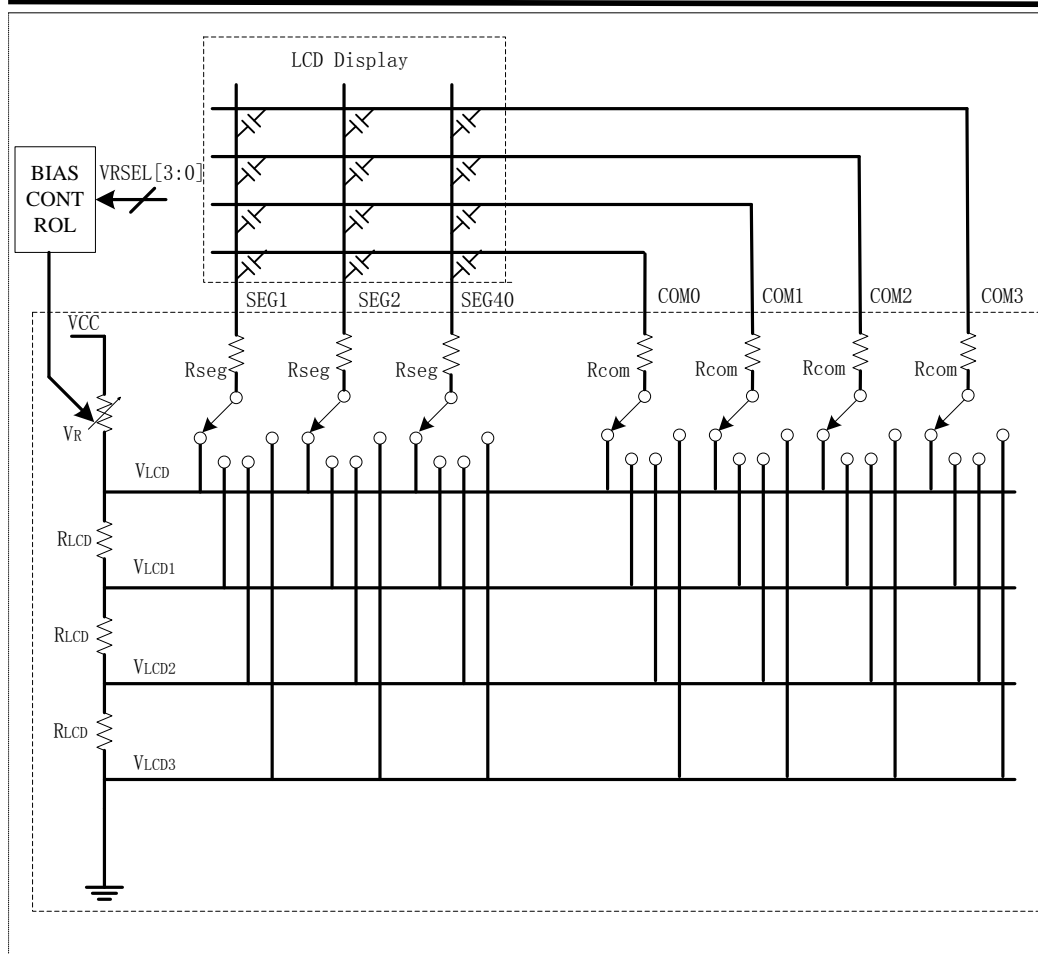 LCD Display
BIAS
CONT
ROL
VRSEL[3:0]
SEG1
SEG2
SEG40
COM0
COM1
COM2
COM3
VCC
Rseg
Rseg
Rseg
Rcom
Rcom
Rcom
Rcom
VR
VLCD
RLCD
VLCD1
RLCD
VLCD2
RLCD
VLCD3